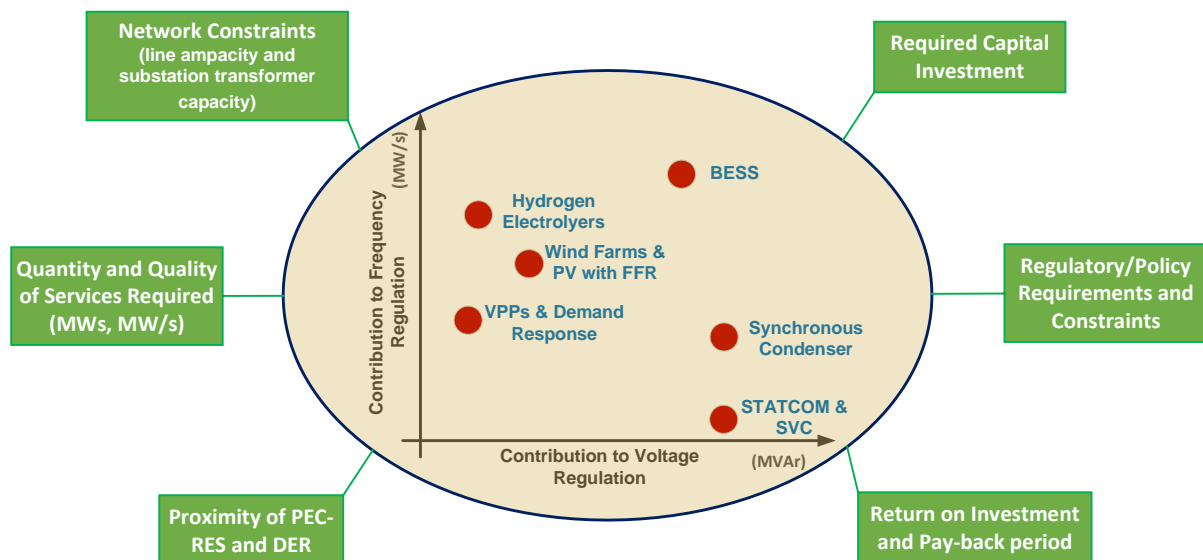 Network Constraints
(line ampacity and
substation transformer
capacity)
Required Capital
Investment
Quantity and Quality
of Services Required
(MWs, MW/s)
Regulatory/Policy
Requirements and
Constraints
Proximity of PEC-
RES and DER
Return on Investment
and Pay-back period
Contribution to Frequency
Regulation
(MW/s)
BESS
Hydrogen
Electrolyers
Wind Farms &
PV with FFR
VPPs & Demand
Response
Synchronous
Condenser
STATCOM &
SVC
Contribution to Voltage
Regulation
(MVAr)